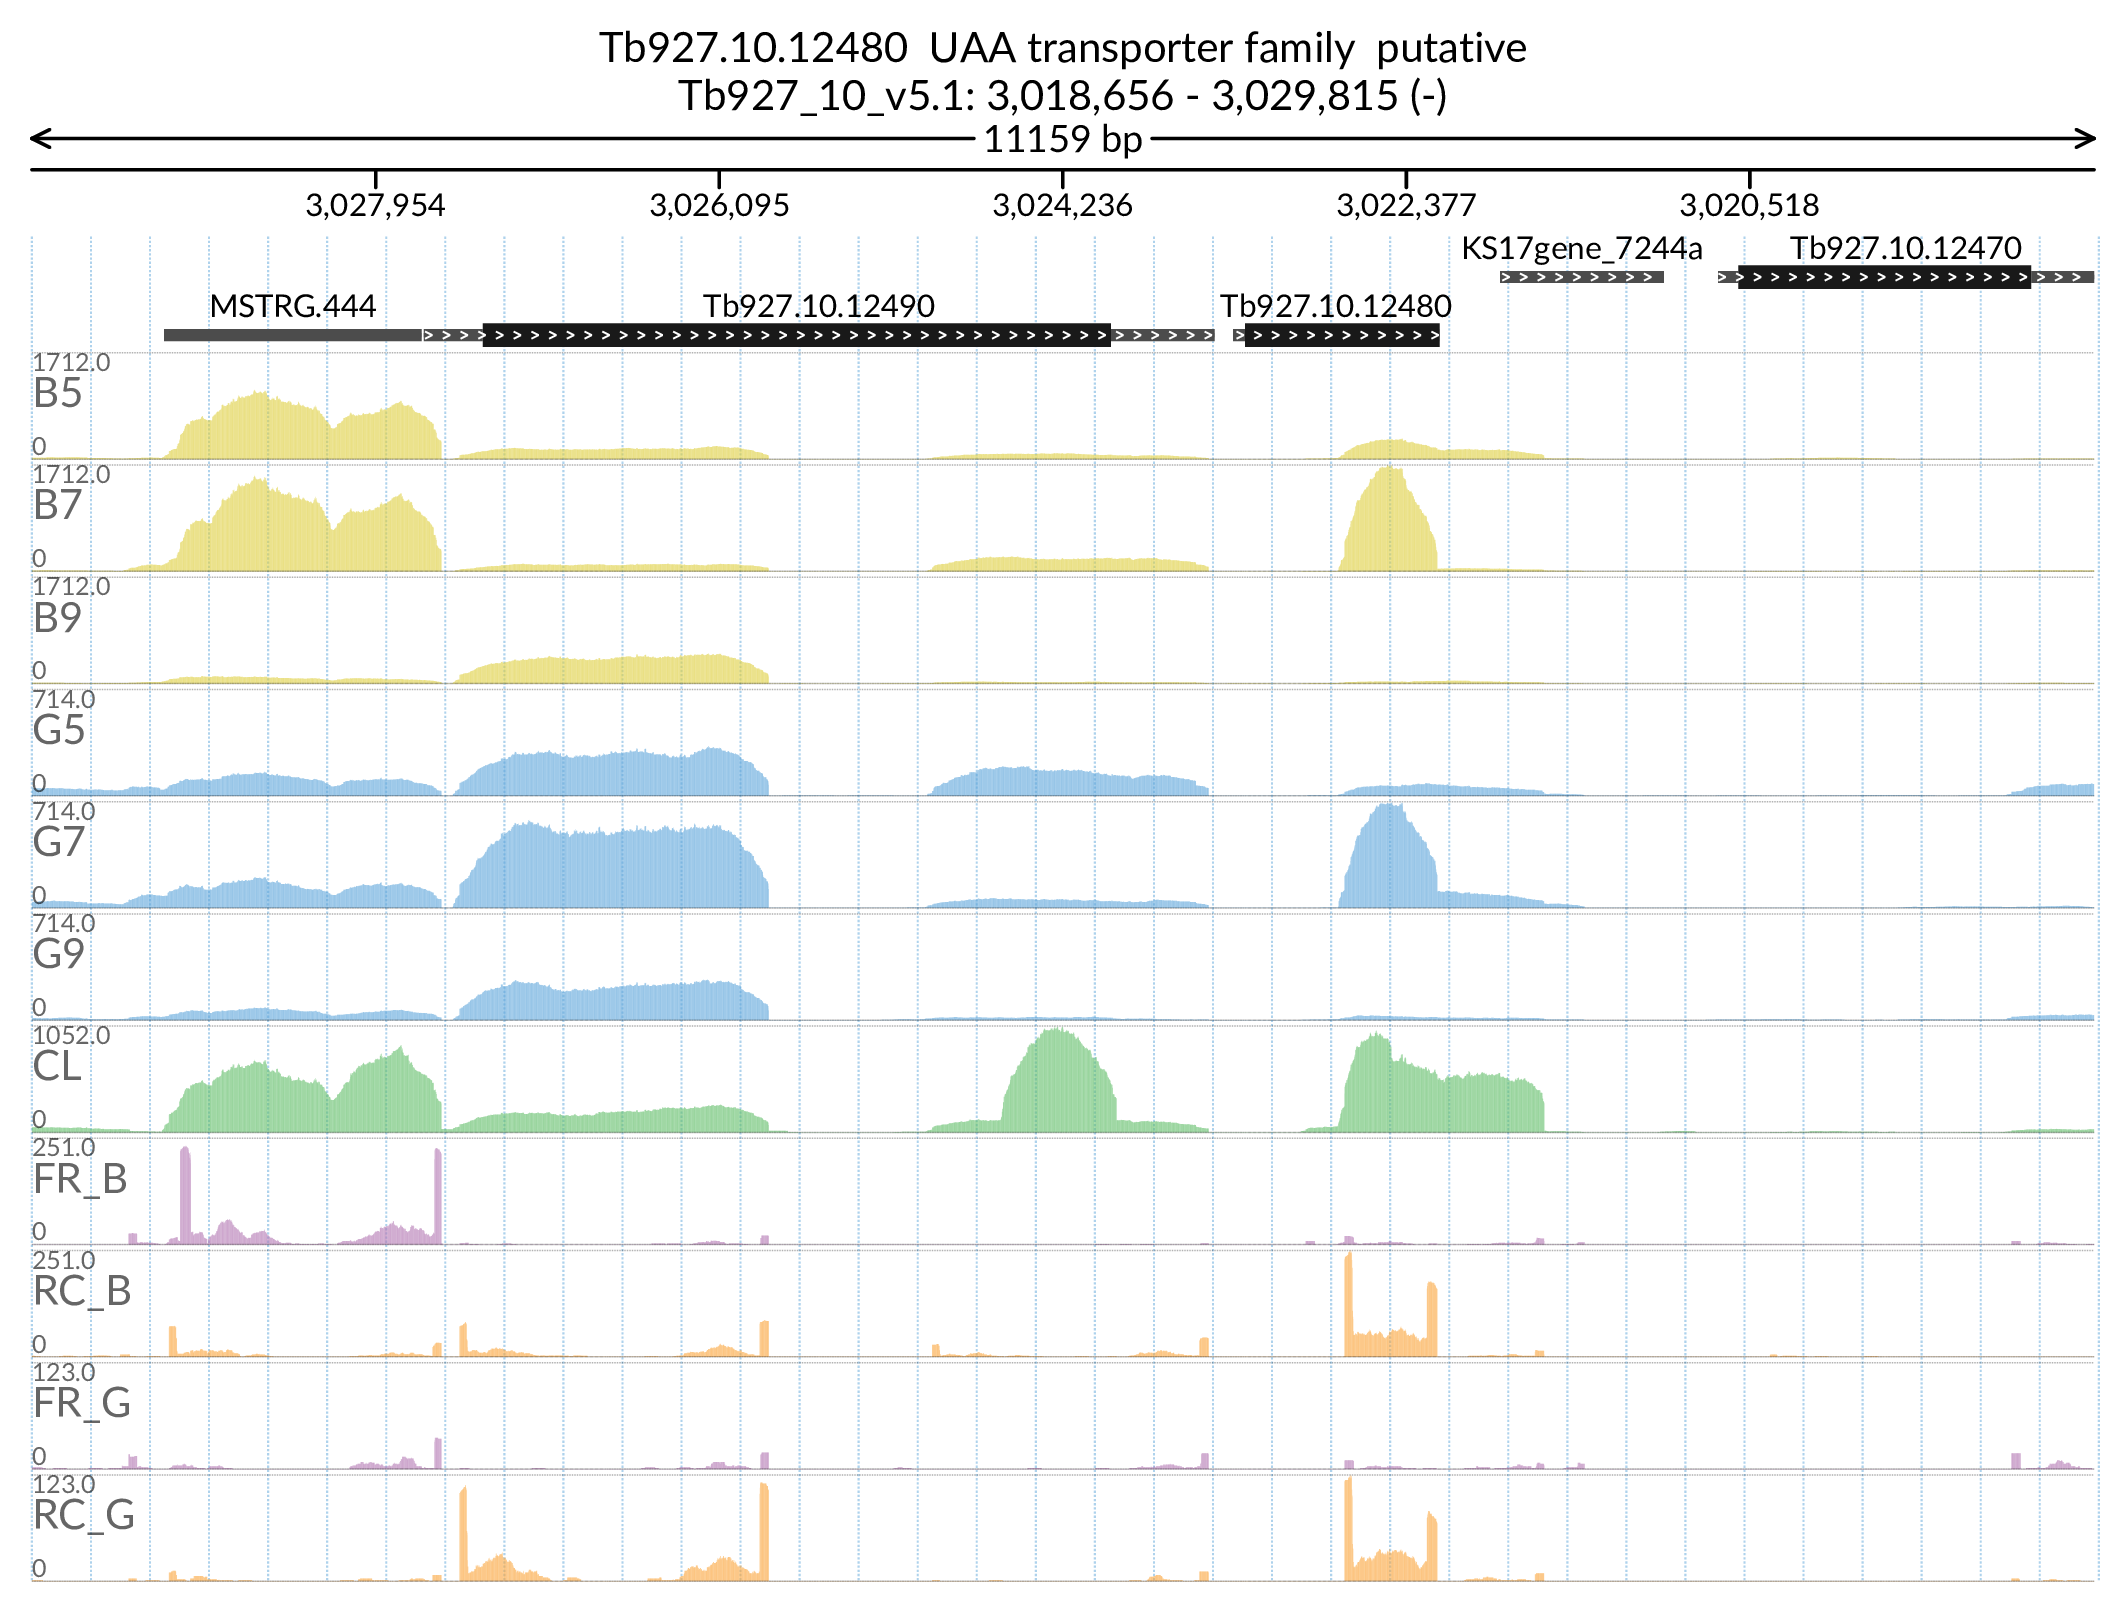 Tb927.10.12480  UAA transporter family  putative
Tb927_10_v5.1: 3,018,656 - 3,029,815 (-)
11159 bp
3,027,954 3,026,095 3,024,236 3,022,377 3,020,518
KS17gene_7244a Tb927.10.12470
MSTRG.444 Tb927.10.12490 Tb927.10.12480
1712.0
B5
0
1712.0
B7
0
1712.0
B9
0
714.0
G5
0
714.0
G7
0
714.0
G9
0
1052.0
CL
0
251.0
FR_B
0
251.0
RC_B
0
123.0
FR_G
0
123.0
RC_G
0